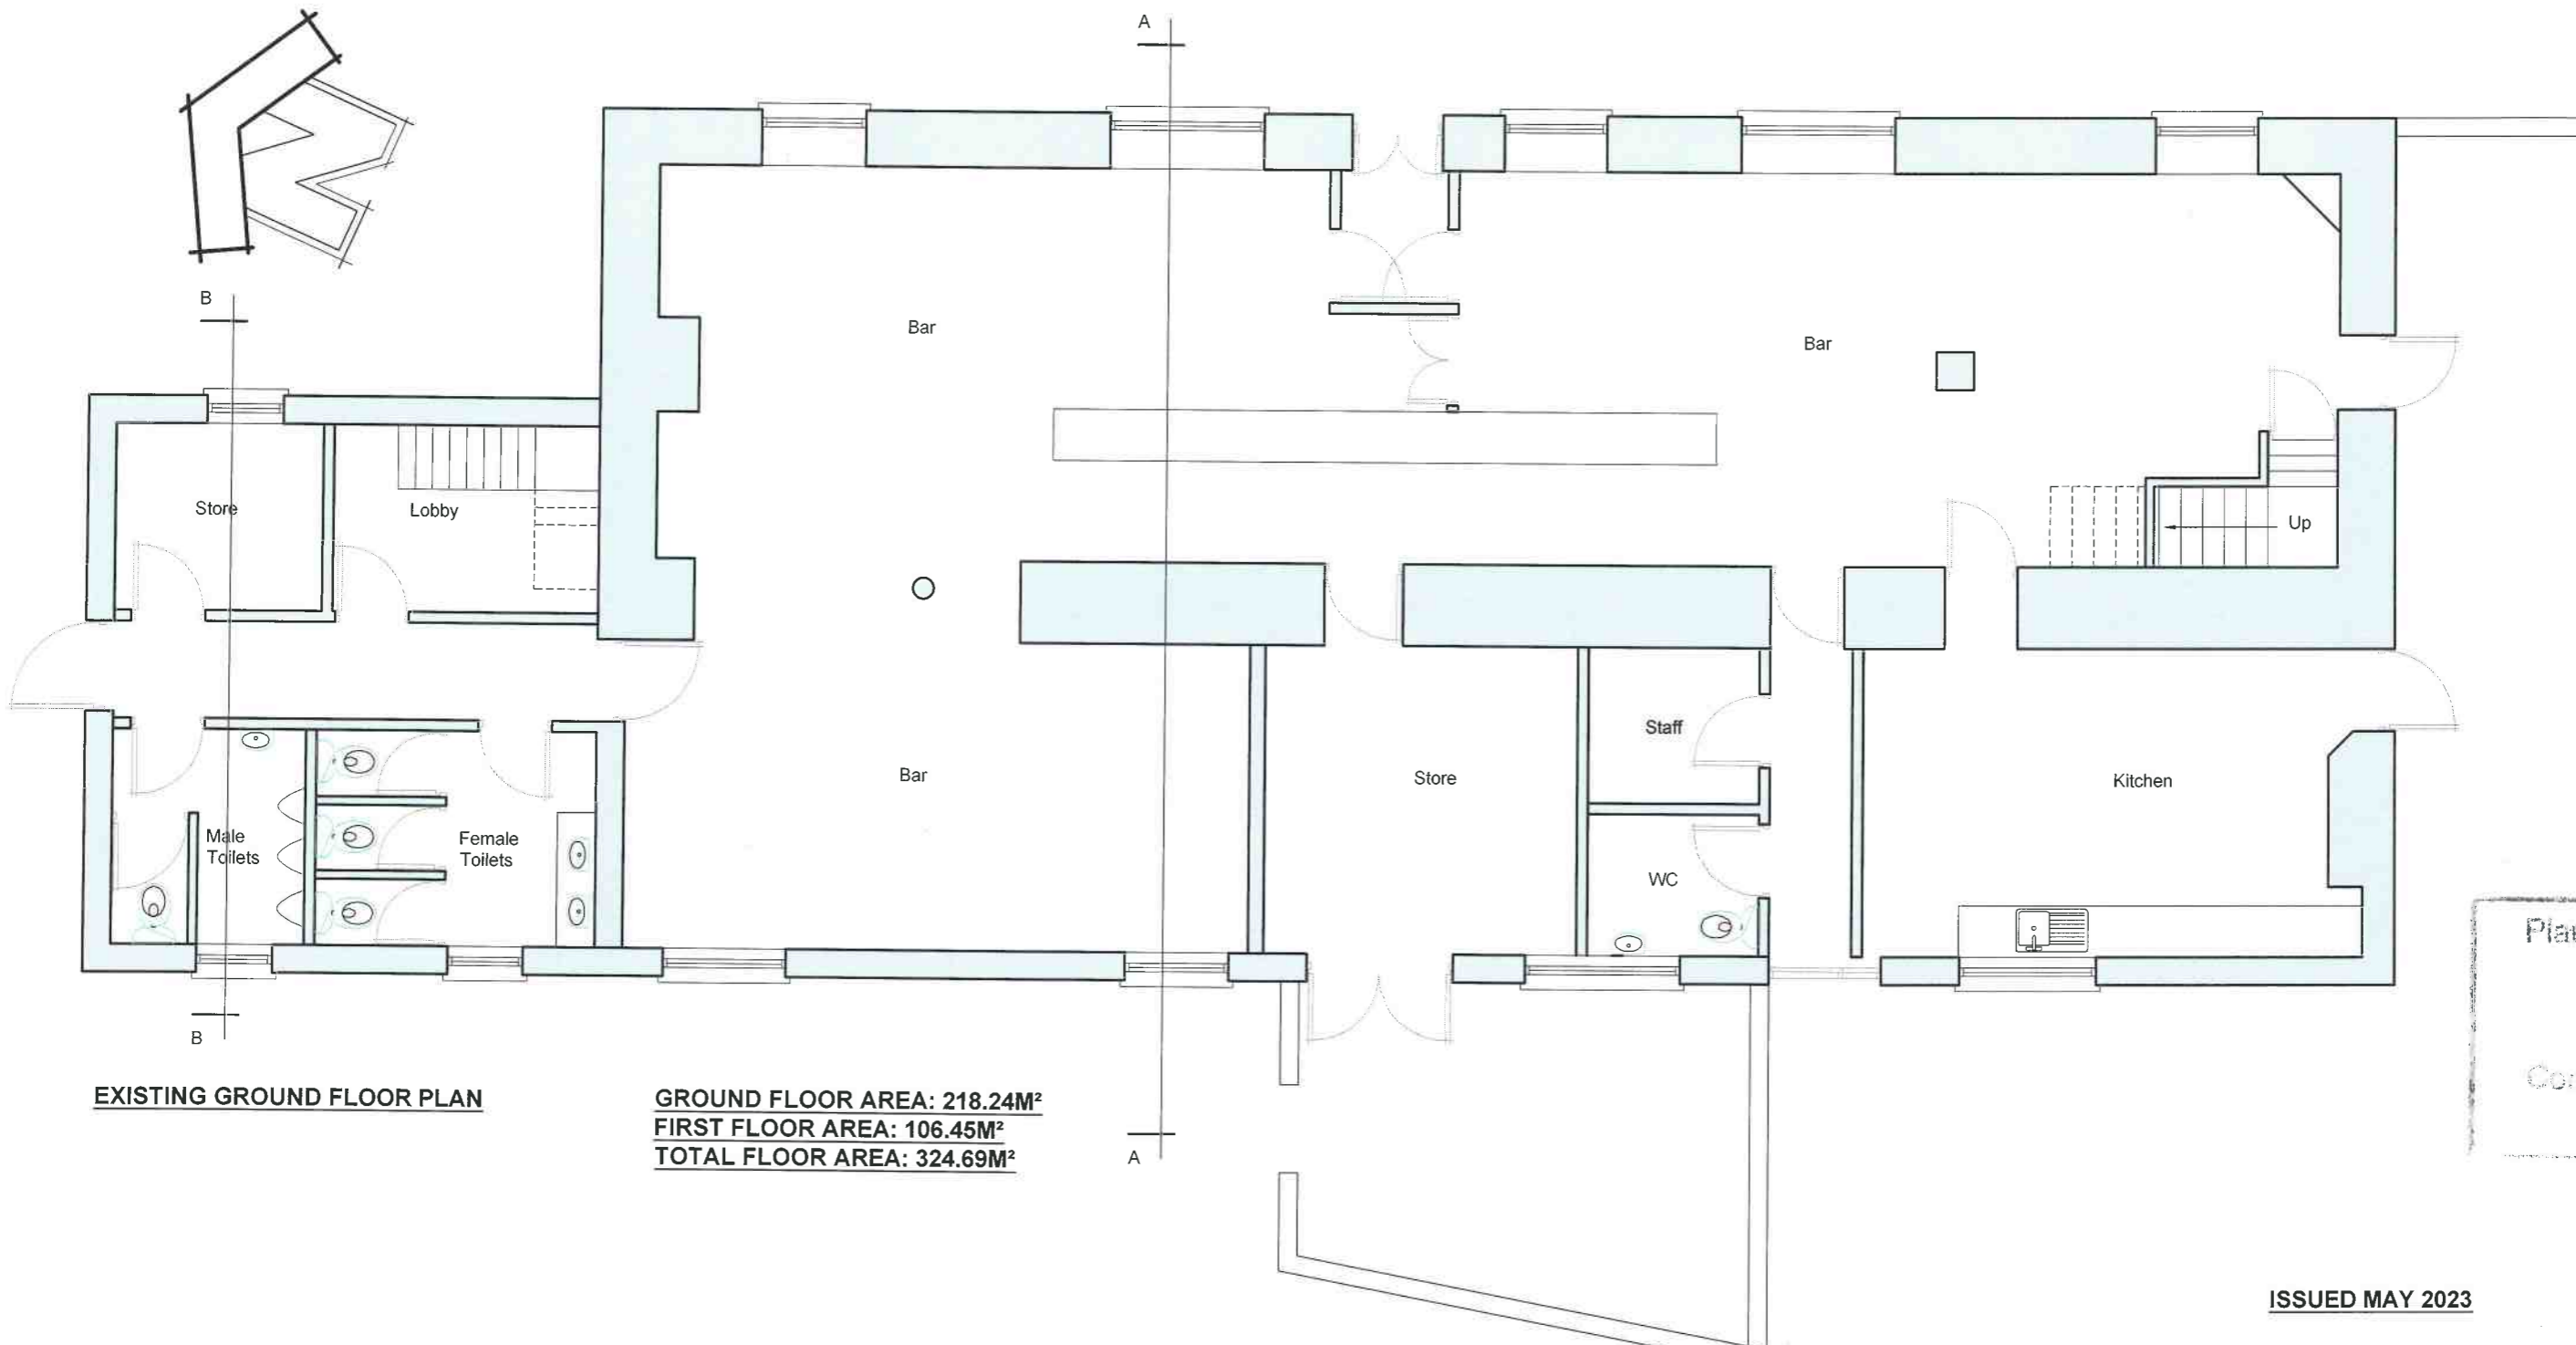 A
B
Bar
Bar
Store
Lobby
Up
Staff
Bar
Store
Kitchen
Male
Toilets
Female
Toilets
WC
B
A
EXISTING GROUND FLOOR PLAN
GROUND FLOOR AREA: 218.24M²
FIRST FLOOR AREA: 106.45M²
TOTAL FLOOR AREA: 324.69M²
ISSUED MAY 2023